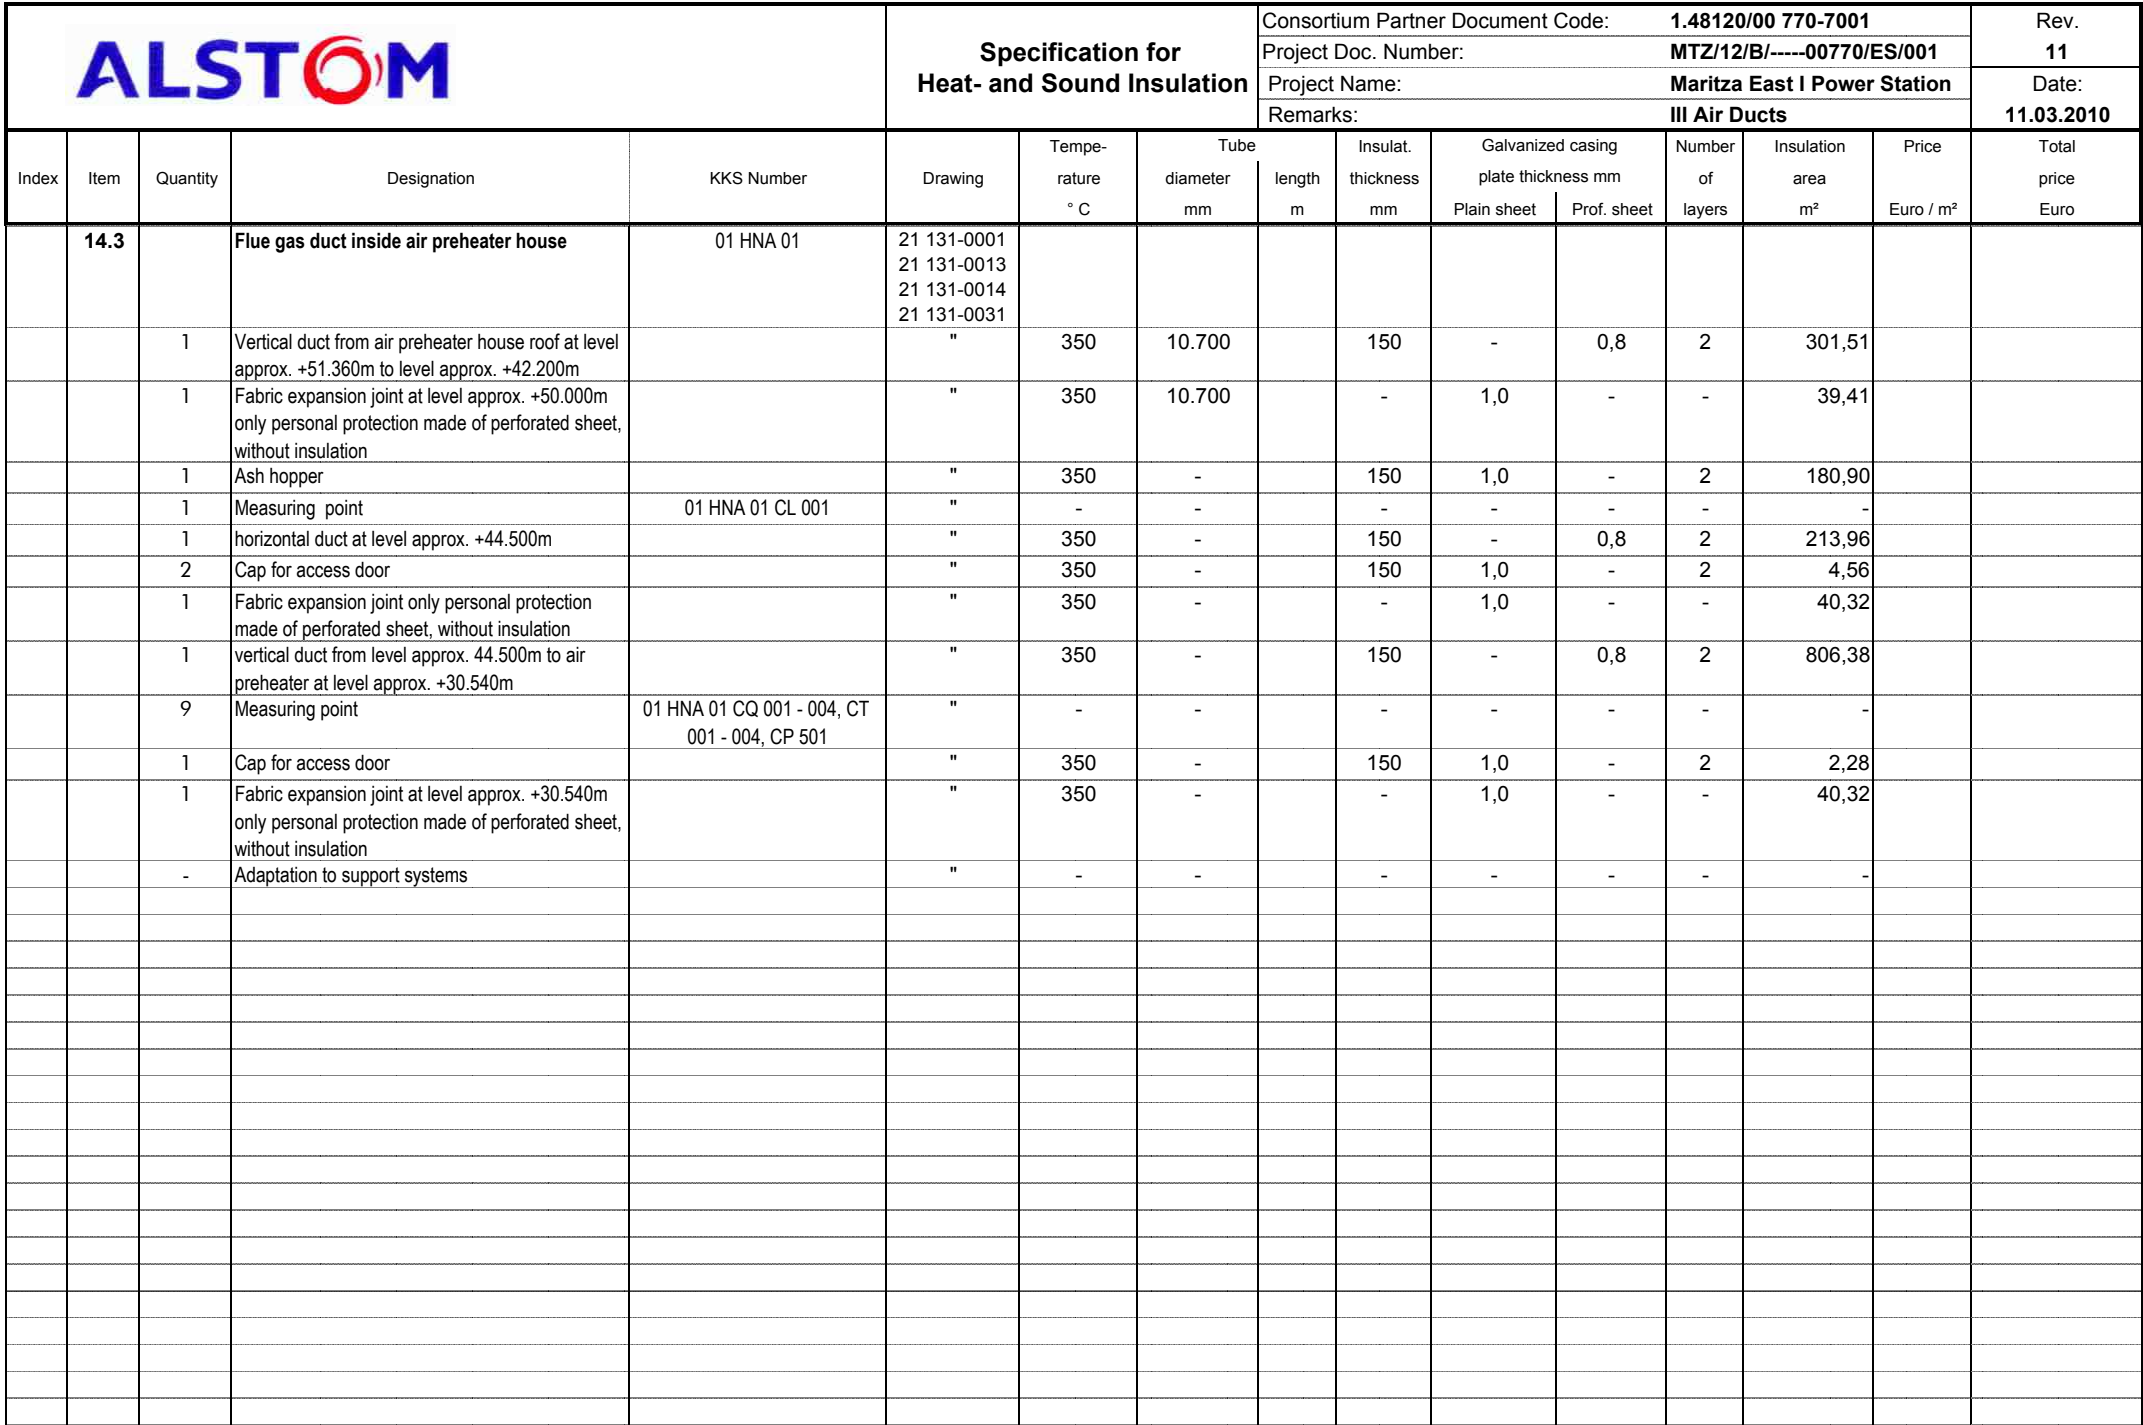 ALSTOM
Specification for
Heat- and Sound Insulation
Consortium Partner Document Code: 1.48120/00 770-7001
Project Doc. Number: MTZ/12/B/-----00770/ES/001
Project Name: Maritza East I Power Station
Remarks: III Air Ducts
Rev.
11
Date:
11.03.2010
Index Item Quantity Designation KKS Number Drawing
Tempe-
rature
° C
Tube
diameter length
mm m
Insulat.
thickness
mm
Galvanized casing
plate thickness mm
Plain sheet Prof. sheet
Number
of
layers
Insulation
area
m²
Price
Euro / m²
Total
price
Euro
14.3 Flue gas duct inside air preheater house 01 HNA 01 21 131-0001
21 131-0013
21 131-0014
21 131-0031
1 Vertical duct from air preheater house roof at level " 350 10.700 150 - 0,8 2 301,51
approx. +51.360m to level approx. +42.200m
1 Fabric expansion joint at level approx. +50.000m " 350 10.700 - 1,0 - - 39,41
only personal protection made of perforated sheet,
without insulation
1 Ash hopper " 350 - 150 1,0 - 2 180,90
1 Measuring point 01 HNA 01 CL 001 " - - - - - - -
1 horizontal duct at level approx. +44.500m " 350 - 150 - 0,8 2 213,96
2 Cap for access door " 350 - 150 1,0 - 2 4,56
1 Fabric expansion joint only personal protection " 350 - - 1,0 - - 40,32
made of perforated sheet, without insulation
1 vertical duct from level approx. 44.500m to air " 350 - 150 - 0,8 2 806,38
preheater at level approx. +30.540m
9 Measuring point 01 HNA 01 CQ 001 - 004, CT " - - - - - - -
001 - 004, CP 501
1 Cap for access door " 350 - 150 1,0 - 2 2,28
1 Fabric expansion joint at level approx. +30.540m " 350 - - 1,0 - - 40,32
only personal protection made of perforated sheet,
without insulation
- Adaptation to support systems " - - - - - - -